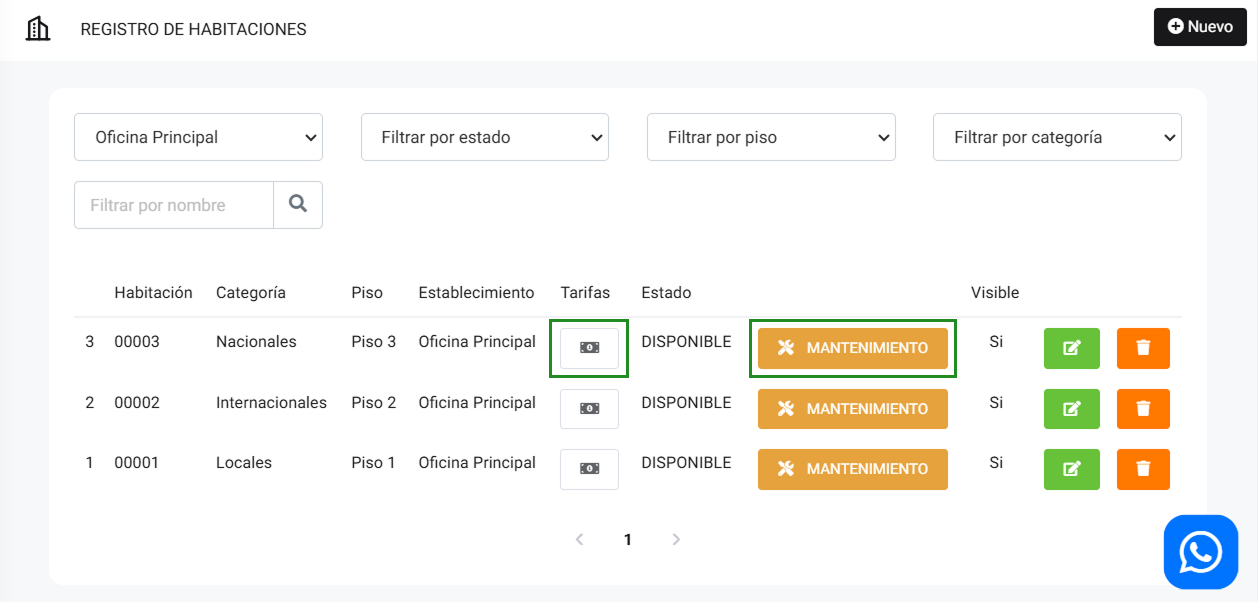 REGISTRO DE HABITACIONES
Nuevo
Oficina Principal
Filtrar por estado
Filtrar por piso
Filtrar por categoría
Filtrar por nombre
Habitación Categoría Piso Establecimiento Tarifas Estado Visible
3 00003 Nacionales Piso 3 Oficina Principal DISPONIBLE MANTENIMIENTO Si
2 00002 Internacionales Piso 2 Oficina Principal DISPONIBLE MANTENIMIENTO Si
1 00001 Locales Piso 1 Oficina Principal DISPONIBLE MANTENIMIENTO Si
1